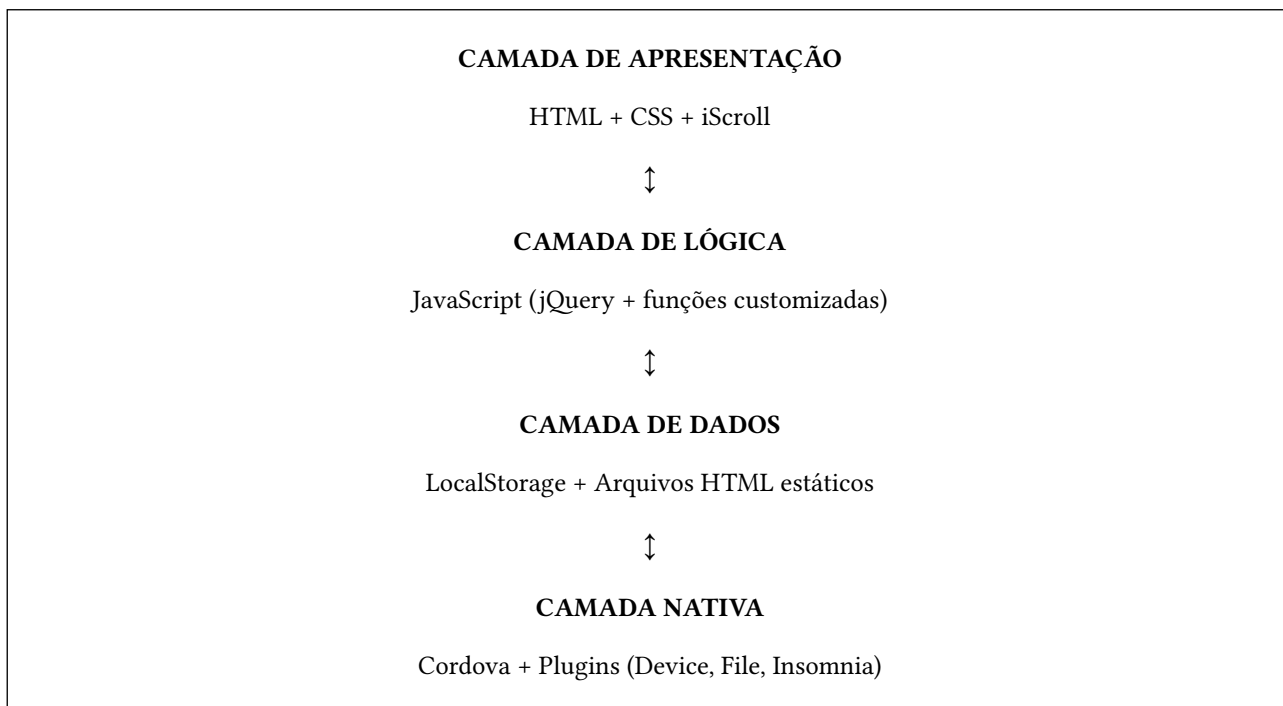 CAMADA DE APRESENTAÇÃO
HTML + CSS + iScroll
↕
CAMADA DE LÓGICA
JavaScript (jQuery + funções customizadas)
↕
CAMADA DE DADOS
LocalStorage + Arquivos HTML estáticos
↕
CAMADA NATIVA
Cordova + Plugins (Device, File, Insomnia)